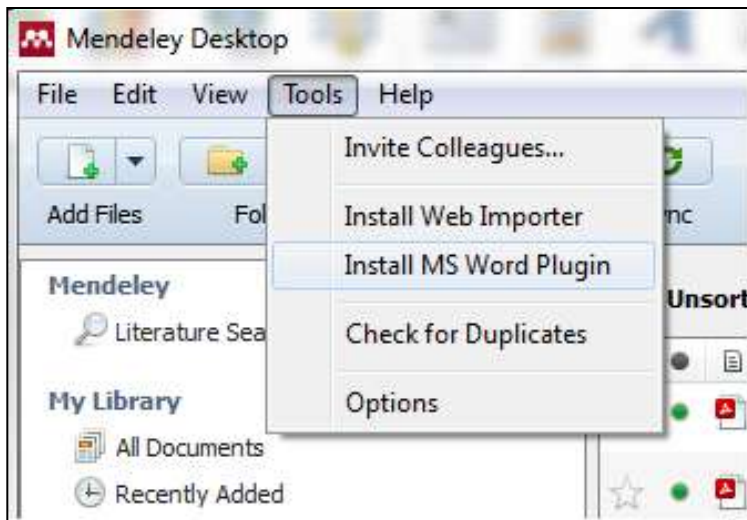 Mendeley Desktop
File Edit View Tools Help
Invite Colleagues...
Add Files
Install Web Importer
Install MS Word Plugin
Mendeley
Literature
Check for Duplicates
My Library
Options
All Documents
Recently Added